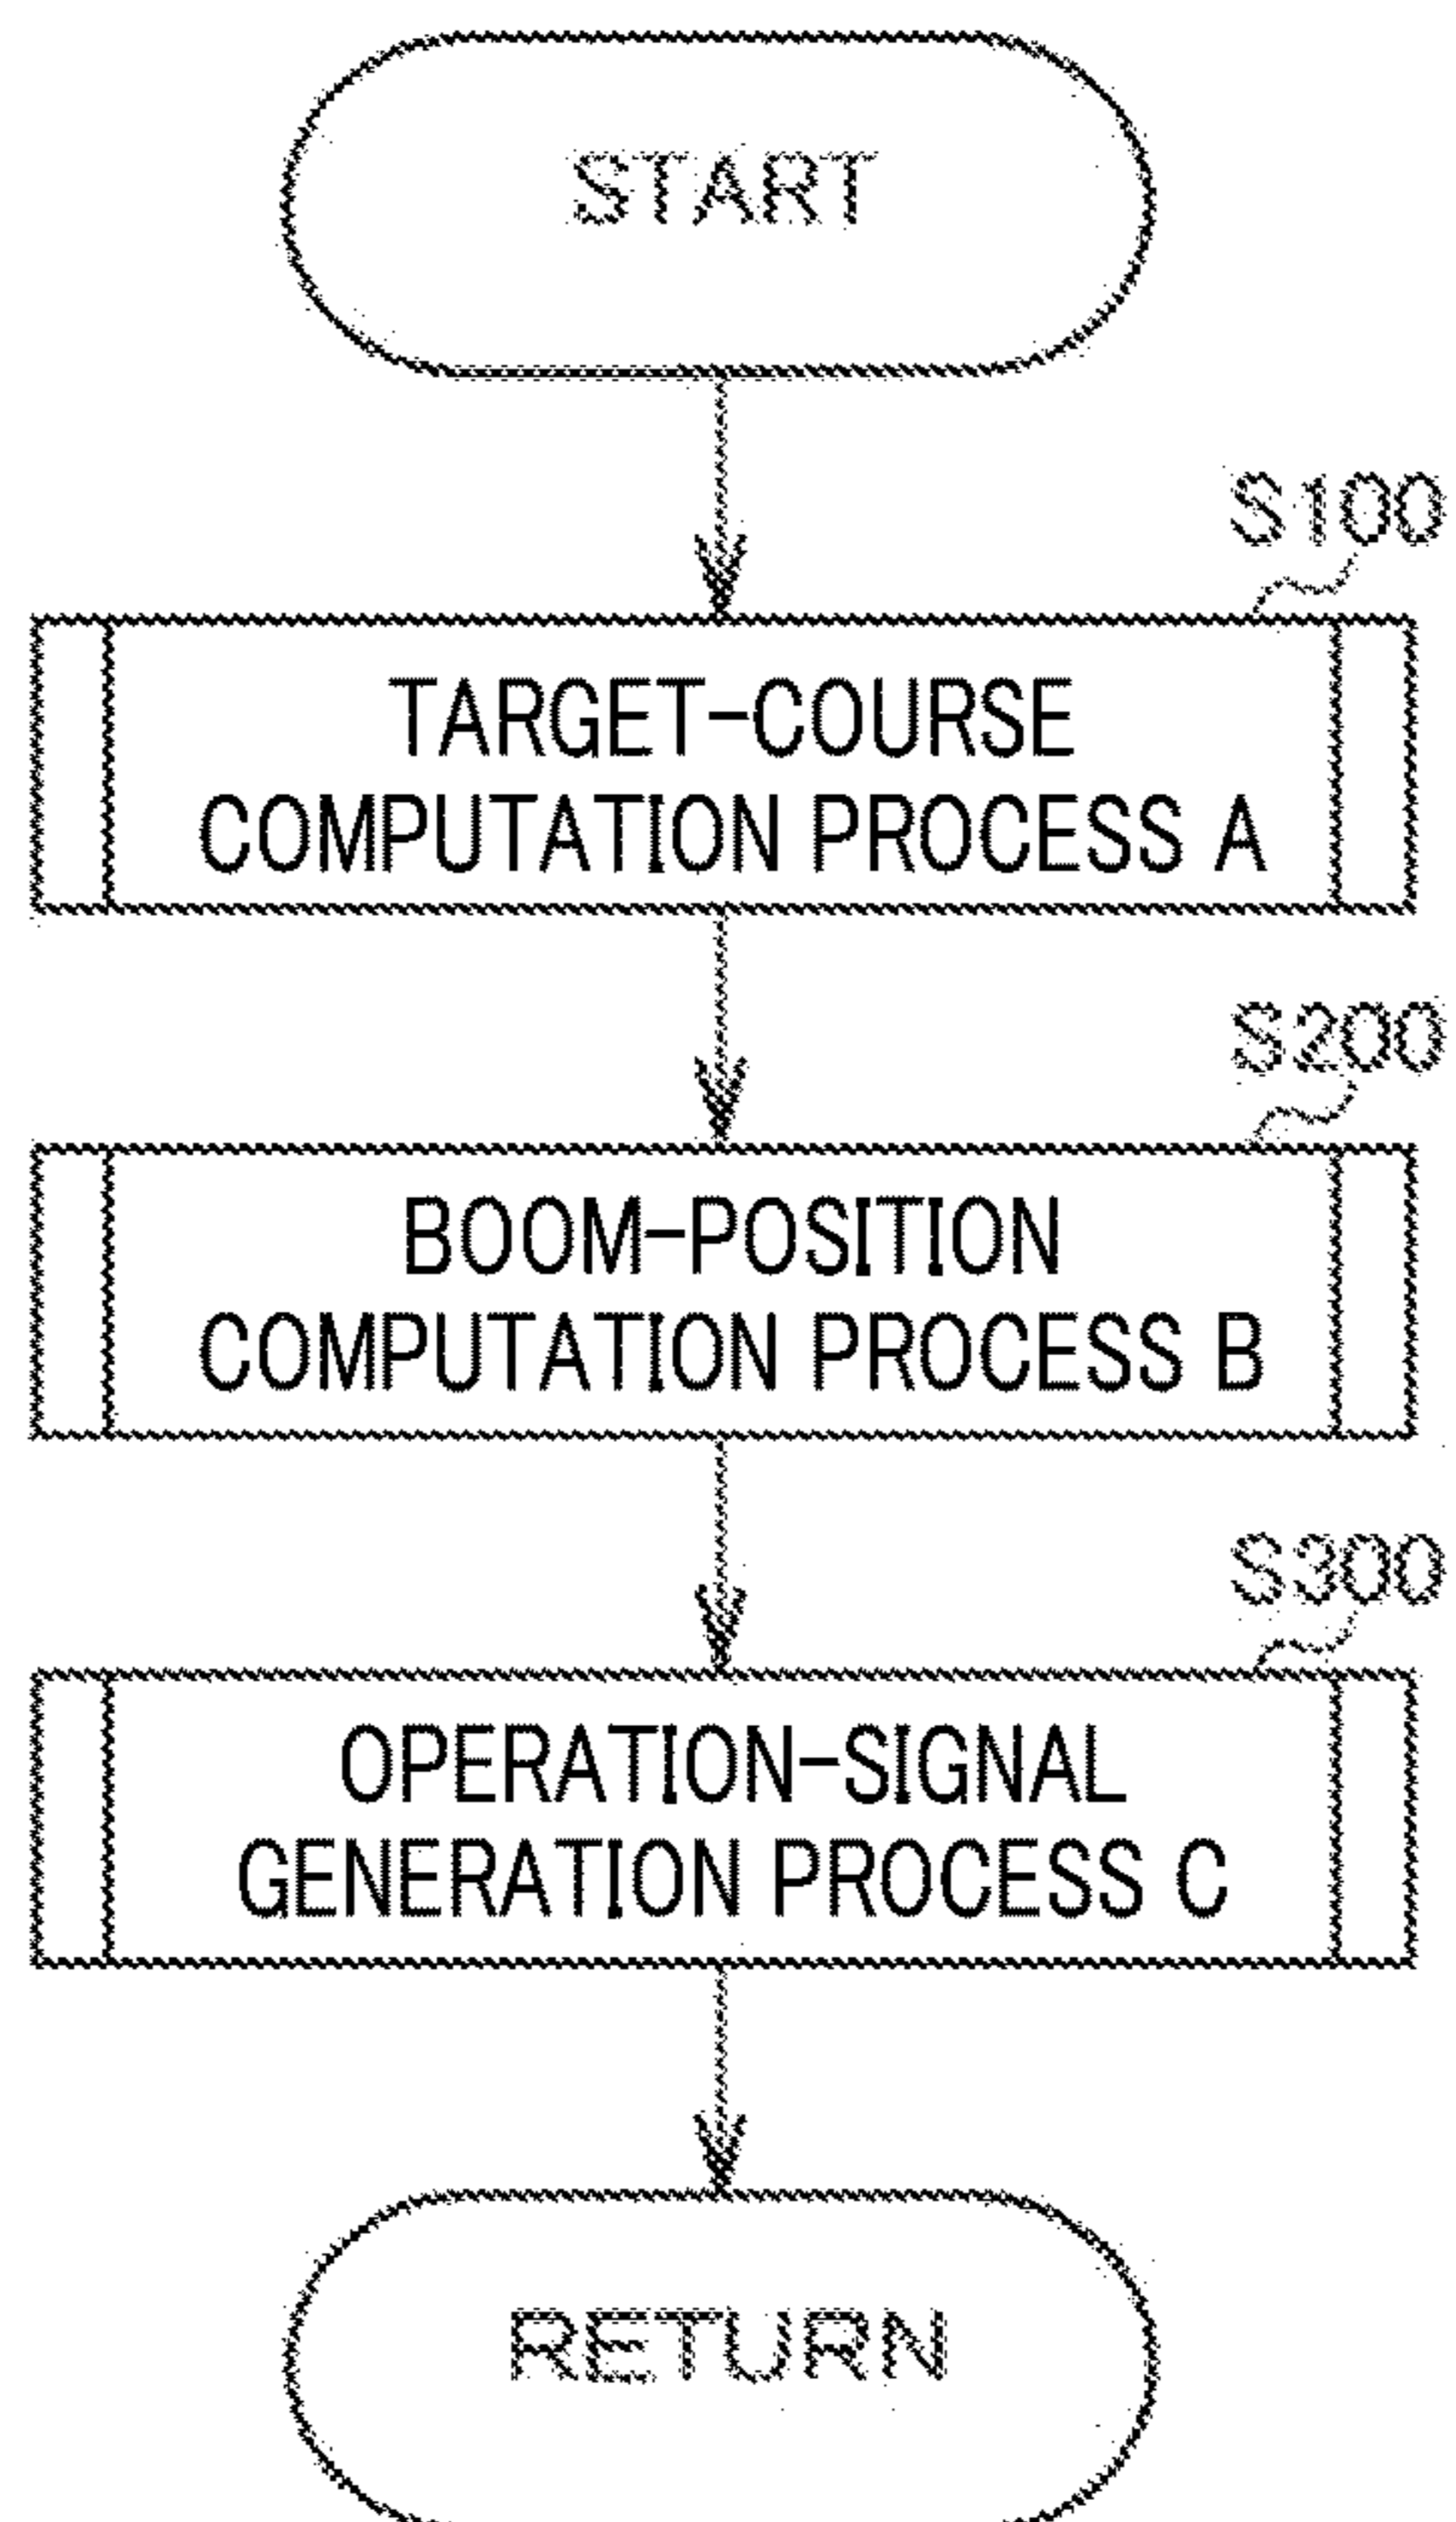 START
S100
TARGET-COURSE
COMPUTATION PROCESS A
S200
BOOM-POSITION
COMPUTATION PROCESS B
S300
OPERATION-SIGNAL
GENERATION PROCESS C
RETURN